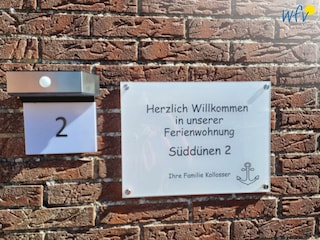 wfv
2
Herzlich Willkommen
in unserer
Ferienwohnung
Süddünen 2
Ihre Familie Kollosser